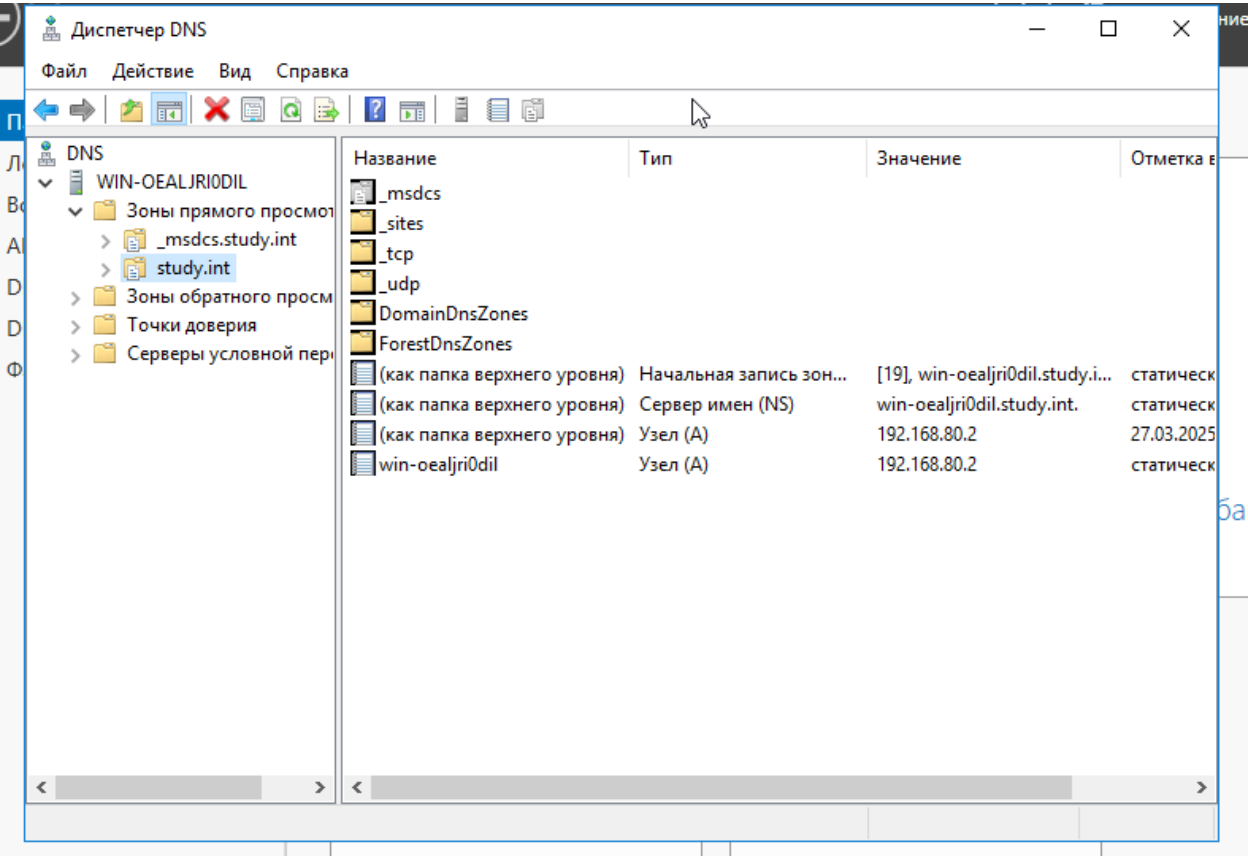 ние
Диспетчер DNS
Файл Действие Вид Справка
DNS
WIN-OEALJRI0DIL
Зоны прямого просмот
_msdcs.study.int
study.int
Зоны обратного просм
Точки доверия
Серверы условной пере
Название Тип Значение Отметка в
_msdcs
_sites
_tcp
_udp
DomainDnsZones
ForestDnsZones
(как папка верхнего уровня) Начальная запись зон... [19], win-oealjri0dil.study.i... статическ
(как папка верхнего уровня) Сервер имен (NS) win-oealjri0dil.study.int. статическ
(как папка верхнего уровня) Узел (A) 192.168.80.2 27.03.2025
win-oealjri0dil Узел (A) 192.168.80.2 статическ
ба